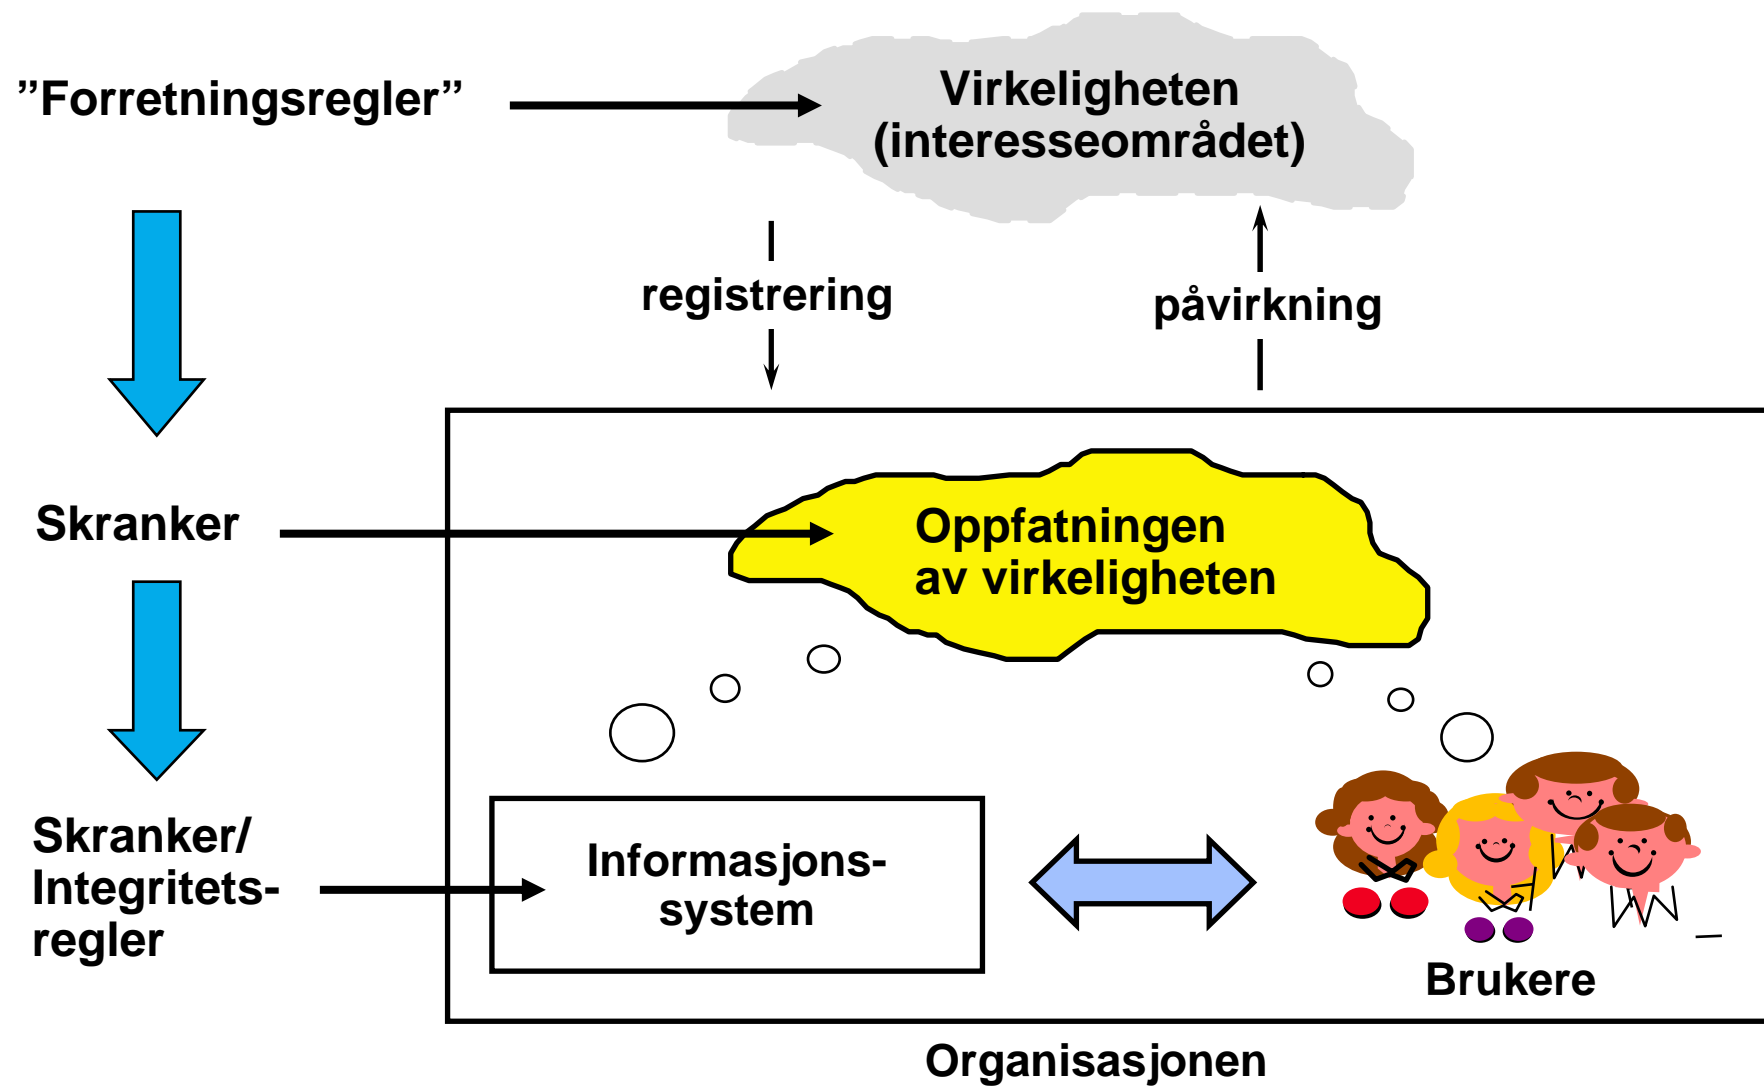 ”Forretningsregler”
Virkeligheten
(interesseområdet)
registrering
påvirkning
Skranker
Oppfatningen
av virkeligheten
Skranker/
Integritets-
regler
Informasjons-
system
Brukere
Organisasjonen